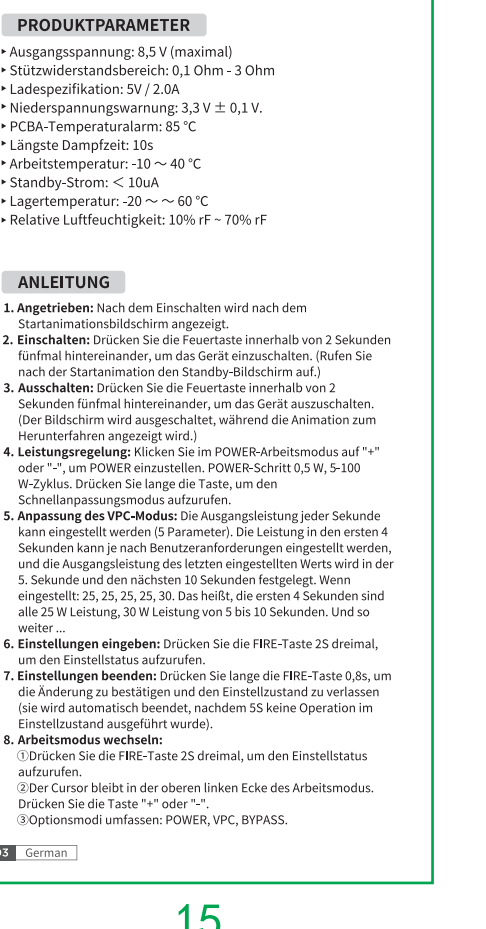 PRODUKTPARAMETER
‣ Ausgangsspannung: 8,5 V (maximal)
‣ Stützwiderstandsbereich: 0,1 Ohm - 3 Ohm
‣ Ladespezifikation: 5V / 2.0A
‣ Niederspannungswarnung: 3,3 V ± 0,1 V.
‣ PCBA-Temperaturalarm: 85 °C
‣ Längste Dampfzeit: 10s
‣ Arbeitstemperatur: -10 ～ 40 °C
‣ Standby-Strom: ＜ 10uA
‣ Lagertemperatur: -20 ～ ～ 60 °C
‣ Relative Luftfeuchtigkeit: 10% rF ~ 70% rF
ANLEITUNG
1. Angetrieben: Nach dem Einschalten wird nach dem
Startanimationsbildschirm angezeigt.
2. Einschalten: Drücken Sie die Feuertaste innerhalb von 2 Sekunden
fünfmal hintereinander, um das Gerät einzuschalten. (Rufen Sie
nach der Startanimation den Standby-Bildschirm auf.)
3. Ausschalten: Drücken Sie die Feuertaste innerhalb von 2
Sekunden fünfmal hintereinander, um das Gerät auszuschalten.
(Der Bildschirm wird ausgeschaltet, während die Animation zum
Herunterfahren angezeigt wird.)
4. Leistungsregelung: Klicken Sie im POWER-Arbeitsmodus auf "+"
oder "-", um POWER einzustellen. POWER-Schritt 0,5 W, 5-100
W-Zyklus. Drücken Sie lange die Taste, um den
Schnellanpassungsmodus aufzurufen.
5. Anpassung des VPC-Modus: Die Ausgangsleistung jeder Sekunde
kann eingestellt werden (5 Parameter). Die Leistung in den ersten 4
Sekunden kann je nach Benutzeranforderungen eingestellt werden,
und die Ausgangsleistung des letzten eingestellten Werts wird in der
5. Sekunde und den nächsten 10 Sekunden festgelegt. Wenn
eingestellt: 25, 25, 25, 25, 30. Das heißt, die ersten 4 Sekunden sind
alle 25 W Leistung, 30 W Leistung von 5 bis 10 Sekunden. Und so
weiter ...
6. Einstellungen eingeben: Drücken Sie die FIRE-Taste 2S dreimal,
um den Einstellstatus aufzurufen.
7. Einstellungen beenden: Drücken Sie lange die FIRE-Taste 0,8s, um
die Änderung zu bestätigen und den Einstellzustand zu verlassen
(sie wird automatisch beendet, nachdem 5S keine Operation im
Einstellzustand ausgeführt wurde).
8. Arbeitsmodus wechseln:
①Drücken Sie die FIRE-Taste 2S dreimal, um den Einstellstatus
aufzurufen.
②Der Cursor bleibt in der oberen linken Ecke des Arbeitsmodus.
Drücken Sie die Taste "+" oder "-".
③Optionsmodi umfassen: POWER, VPC, BYPASS.
03 German
15